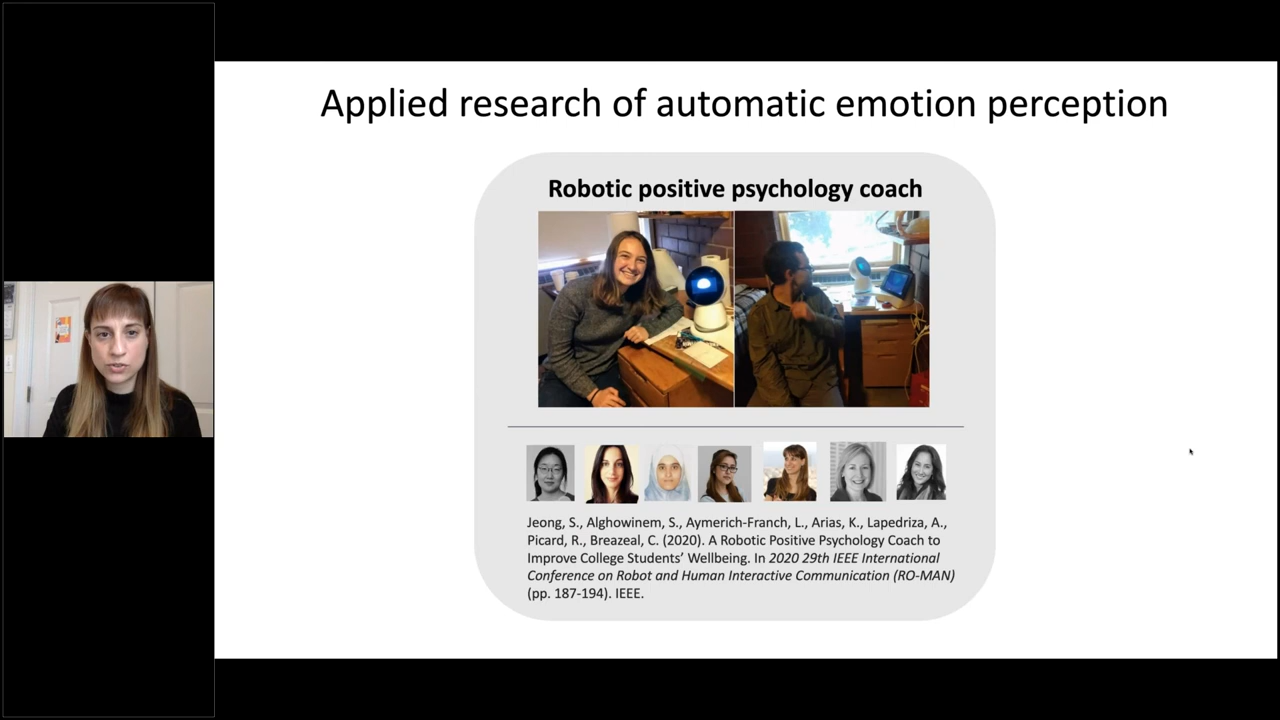 Applied research of automatic emotion perception
Robotic positive psychology coach
Jeong, S., Alghowinem, S., Aymerich-Franch, L., Arias, K., Lapedriza, A.,
Picard, R., Breazeal, C. (2020). A Robotic Positive Psychology Coach to
Improve College Students’ Wellbeing. In 2020 29th IEEE International
Conference on Robot and Human Interactive Communication (RO-MAN)
(pp. 187-194). IEEE.